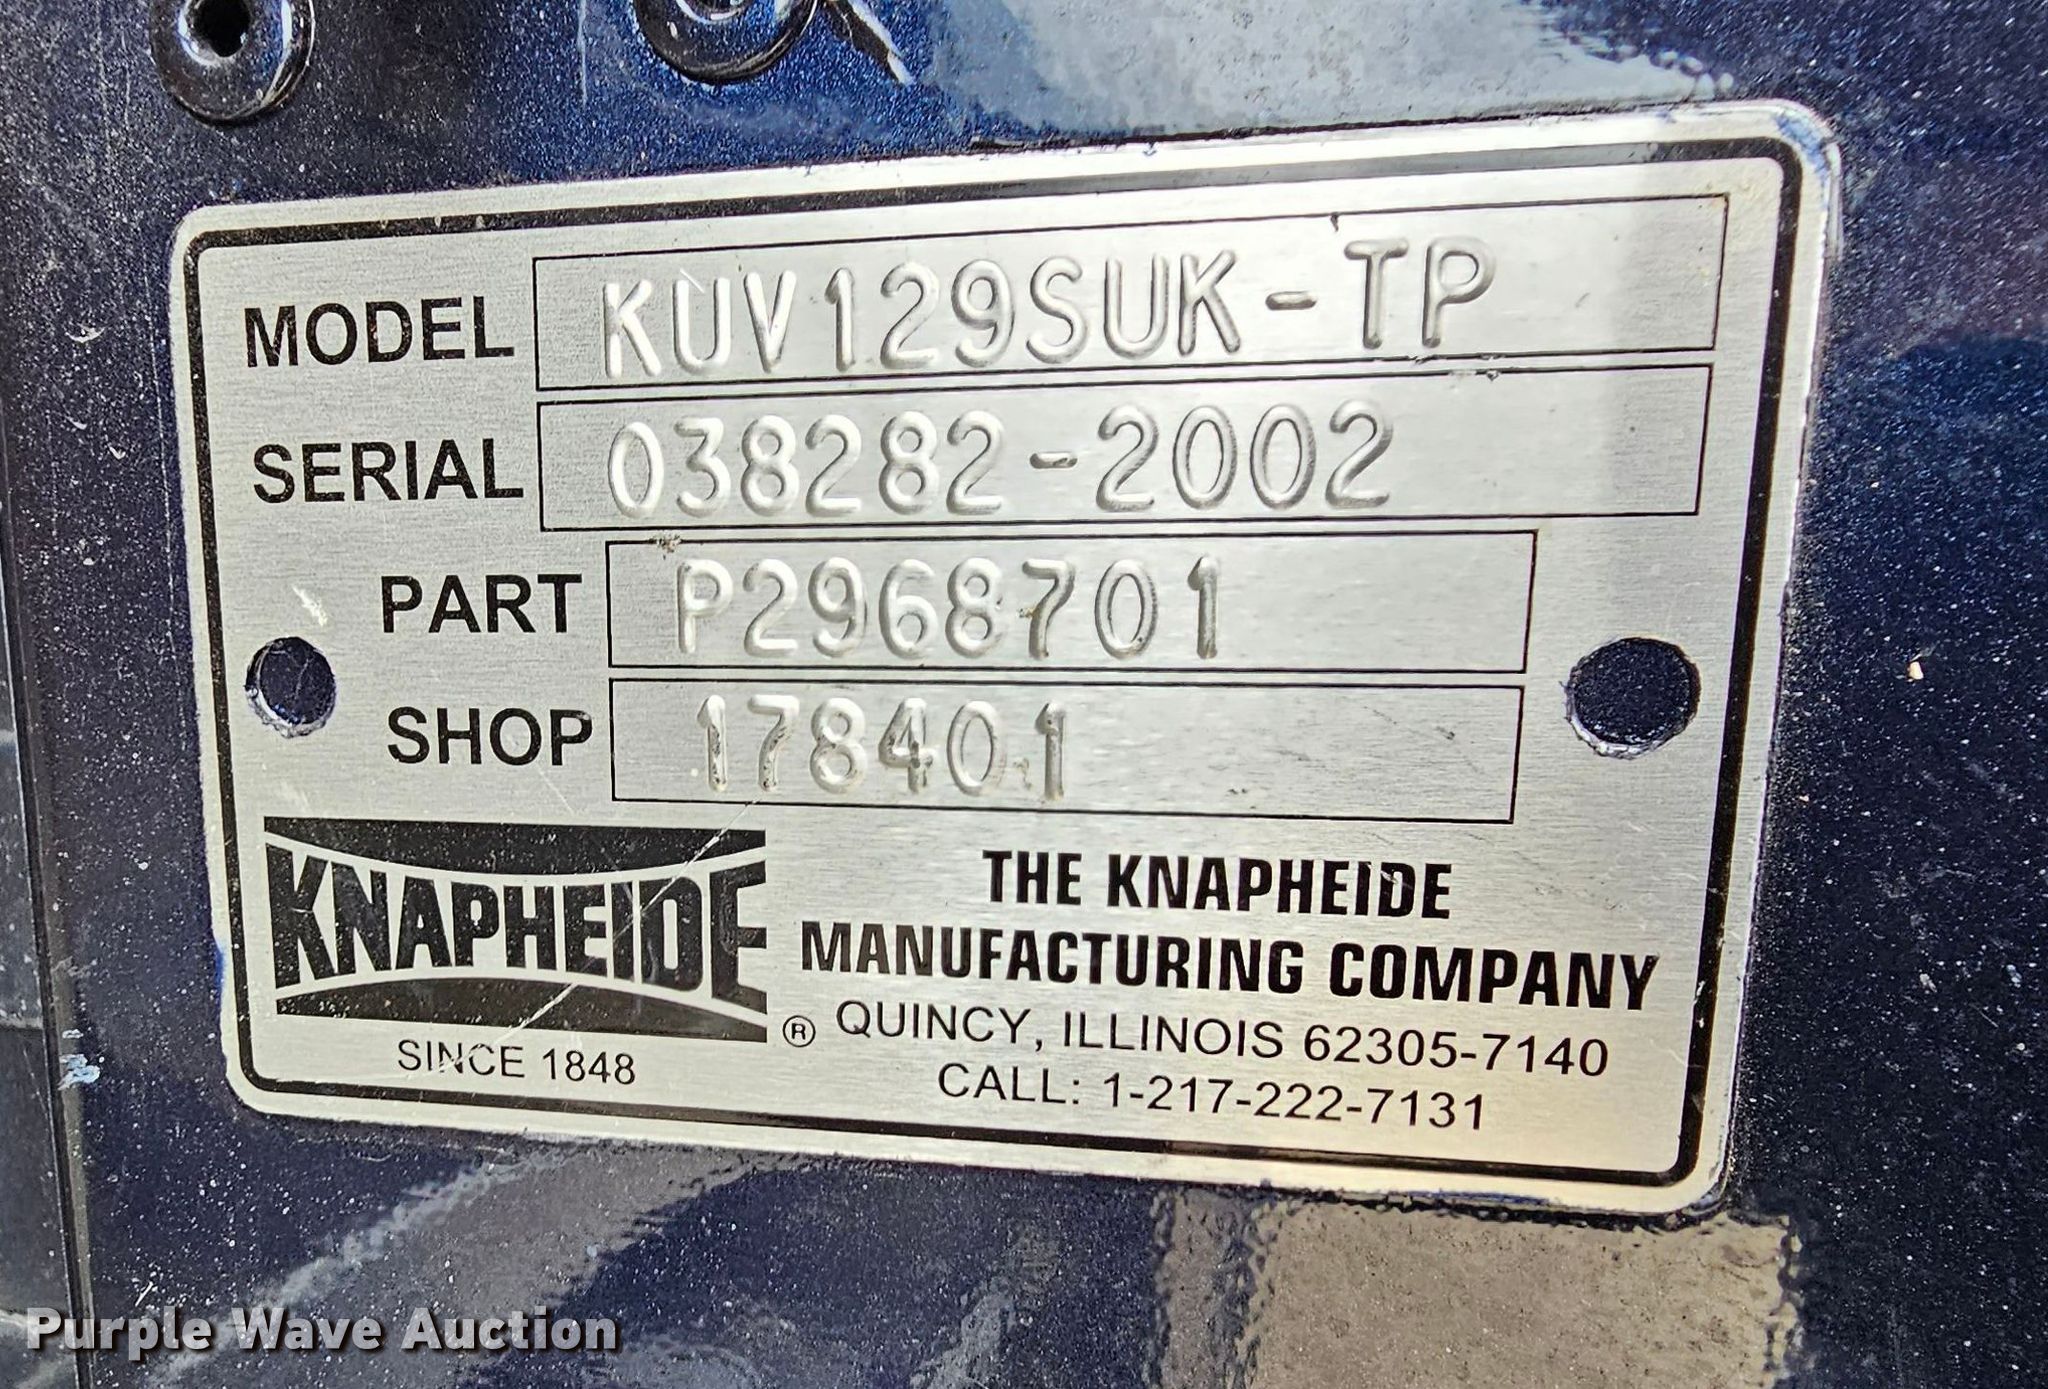 MODEL KUV129SUK-TP
SERIAL 038282-2002
PART P2968701
SHOP 178401
KNAPHEIDE
SINCE 1848
®
THE KNAPHEIDE
MANUFACTURING COMPANY
QUINCY, ILLINOIS 62305-7140
CALL: 1-217-222-7131
Purple Wave Auction